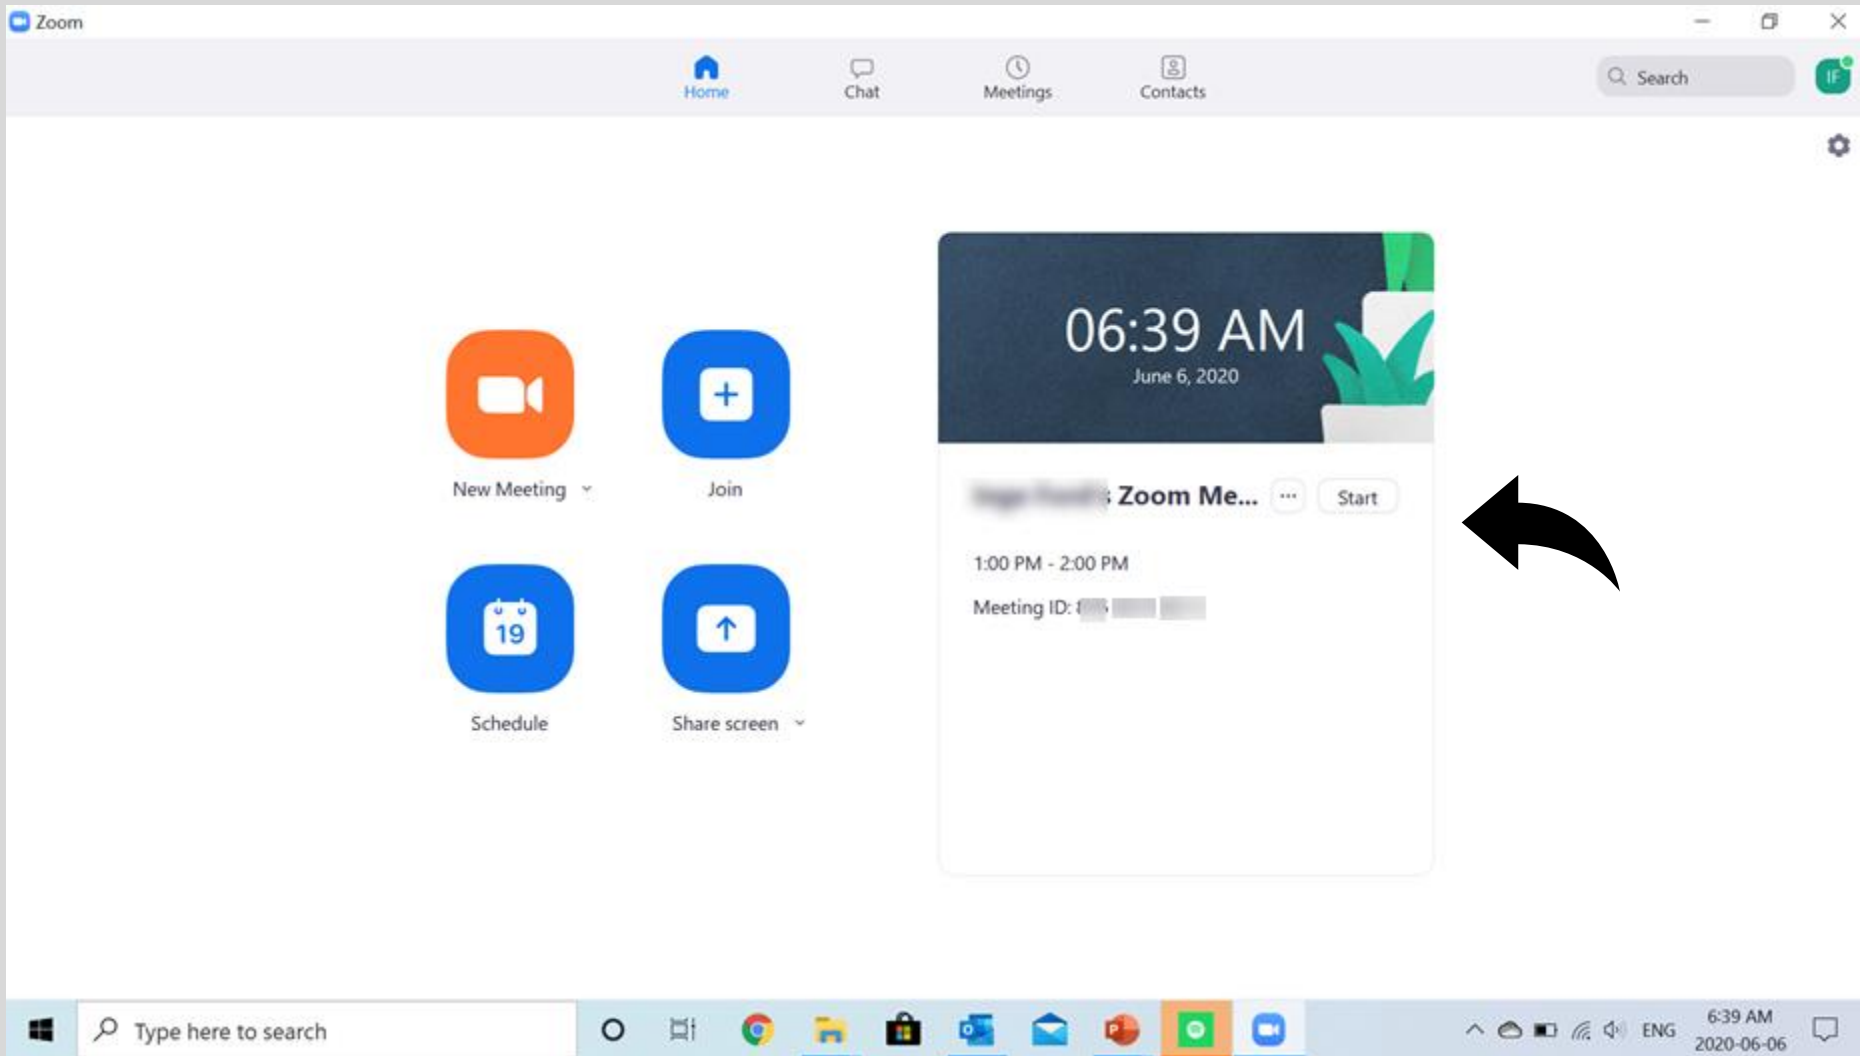 Zoom
Home
Chat
Meetings
Contacts
Search
IF
06:39 AM
June 6, 2020
New Meeting
Join
Zoom Me... ... Start
1:00 PM - 2:00 PM
Meeting ID:
19
Schedule
Share screen
Type here to search
ENG
6:39 AM
2020-06-06